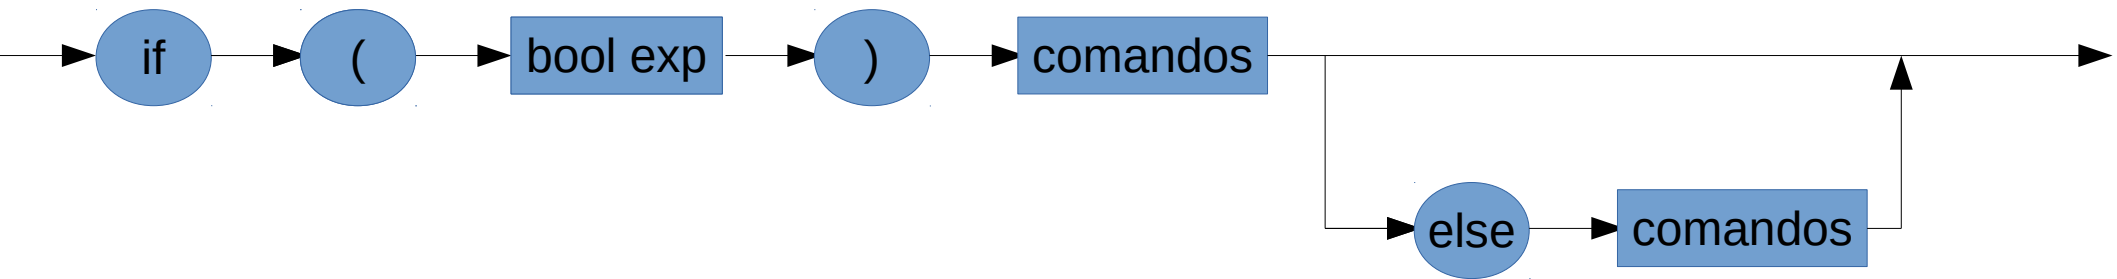 if ( bool exp ) comandos
else comandos